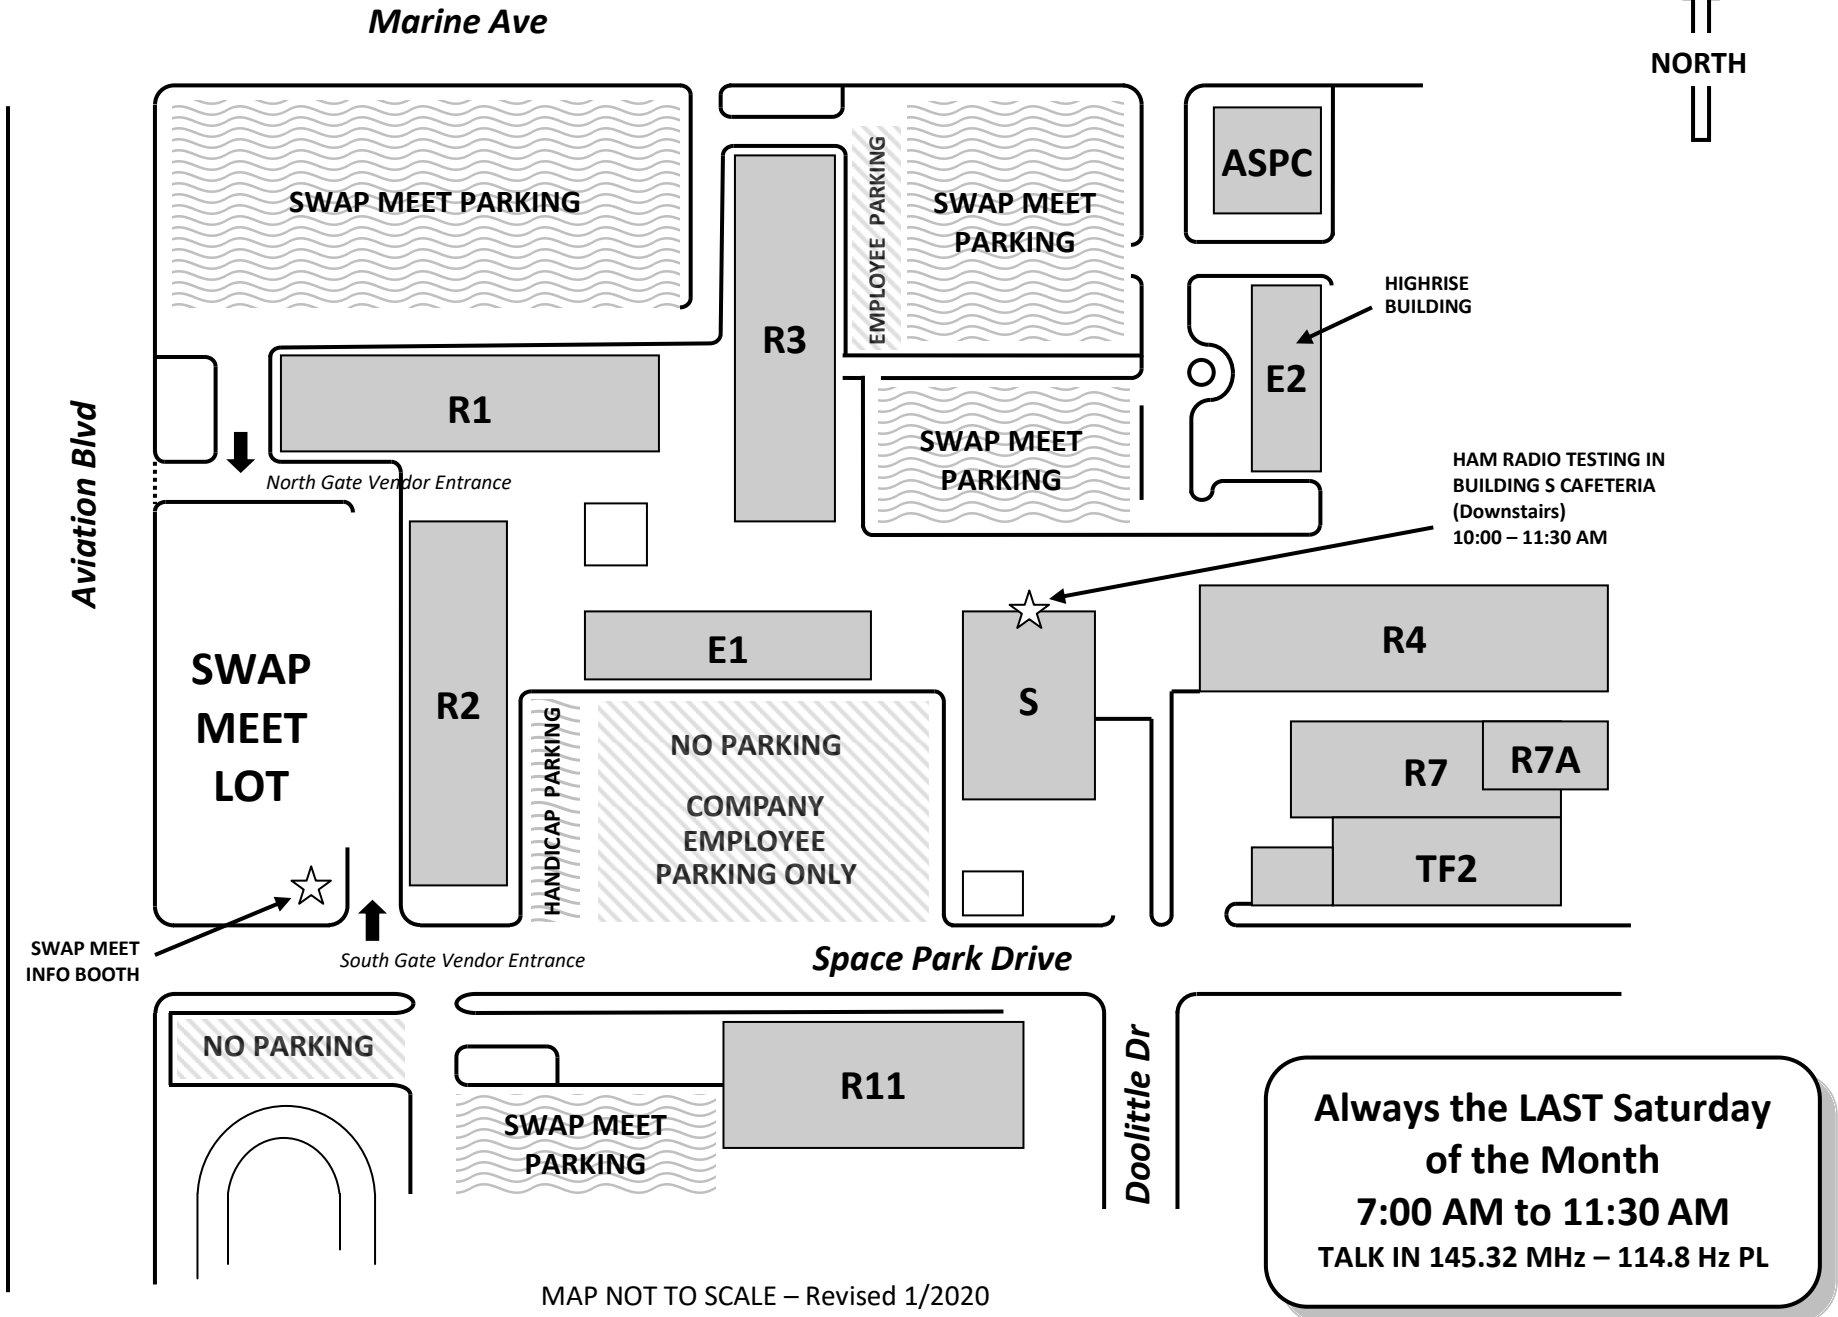 Marine Ave
NORTH
SWAP MEET PARKING
EMPLOYEE PARKING
SWAP MEET
PARKING
ASPC
HIGHRISE
BUILDING
R3
E2
R1
Aviation Blvd
SWAP MEET
PARKING
North Gate Vendor Entrance
HAM RADIO TESTING IN
BUILDING S CAFETERIA
(Downstairs)
10:00 – 11:30 AM
SWAP
MEET
LOT
R2
E1
S
R4
HANDICAP PARKING
NO PARKING
COMPANY
EMPLOYEE
PARKING ONLY
R7
R7A
TF2
SWAP MEET
INFO BOOTH
South Gate Vendor Entrance
Space Park Drive
NO PARKING
R11
SWAP MEET
PARKING
Doolittle Dr
Always the LAST Saturday
of the Month
7:00 AM to 11:30 AM
TALK IN 145.32 MHz – 114.8 Hz PL
MAP NOT TO SCALE – Revised 1/2020